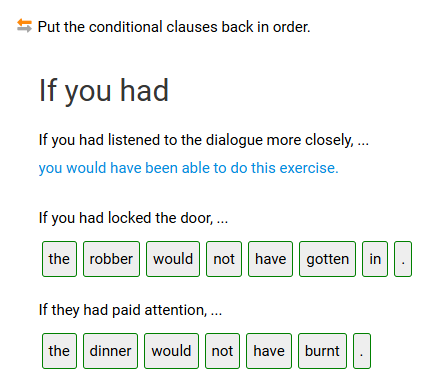 Put the conditional clauses back in order.
If you had
If you had listened to the dialogue more closely, ...
you would have been able to do this exercise.
If you had locked the door, ...
the robber would not have gotten in .
If they had paid attention, ...
the dinner would not have burnt .